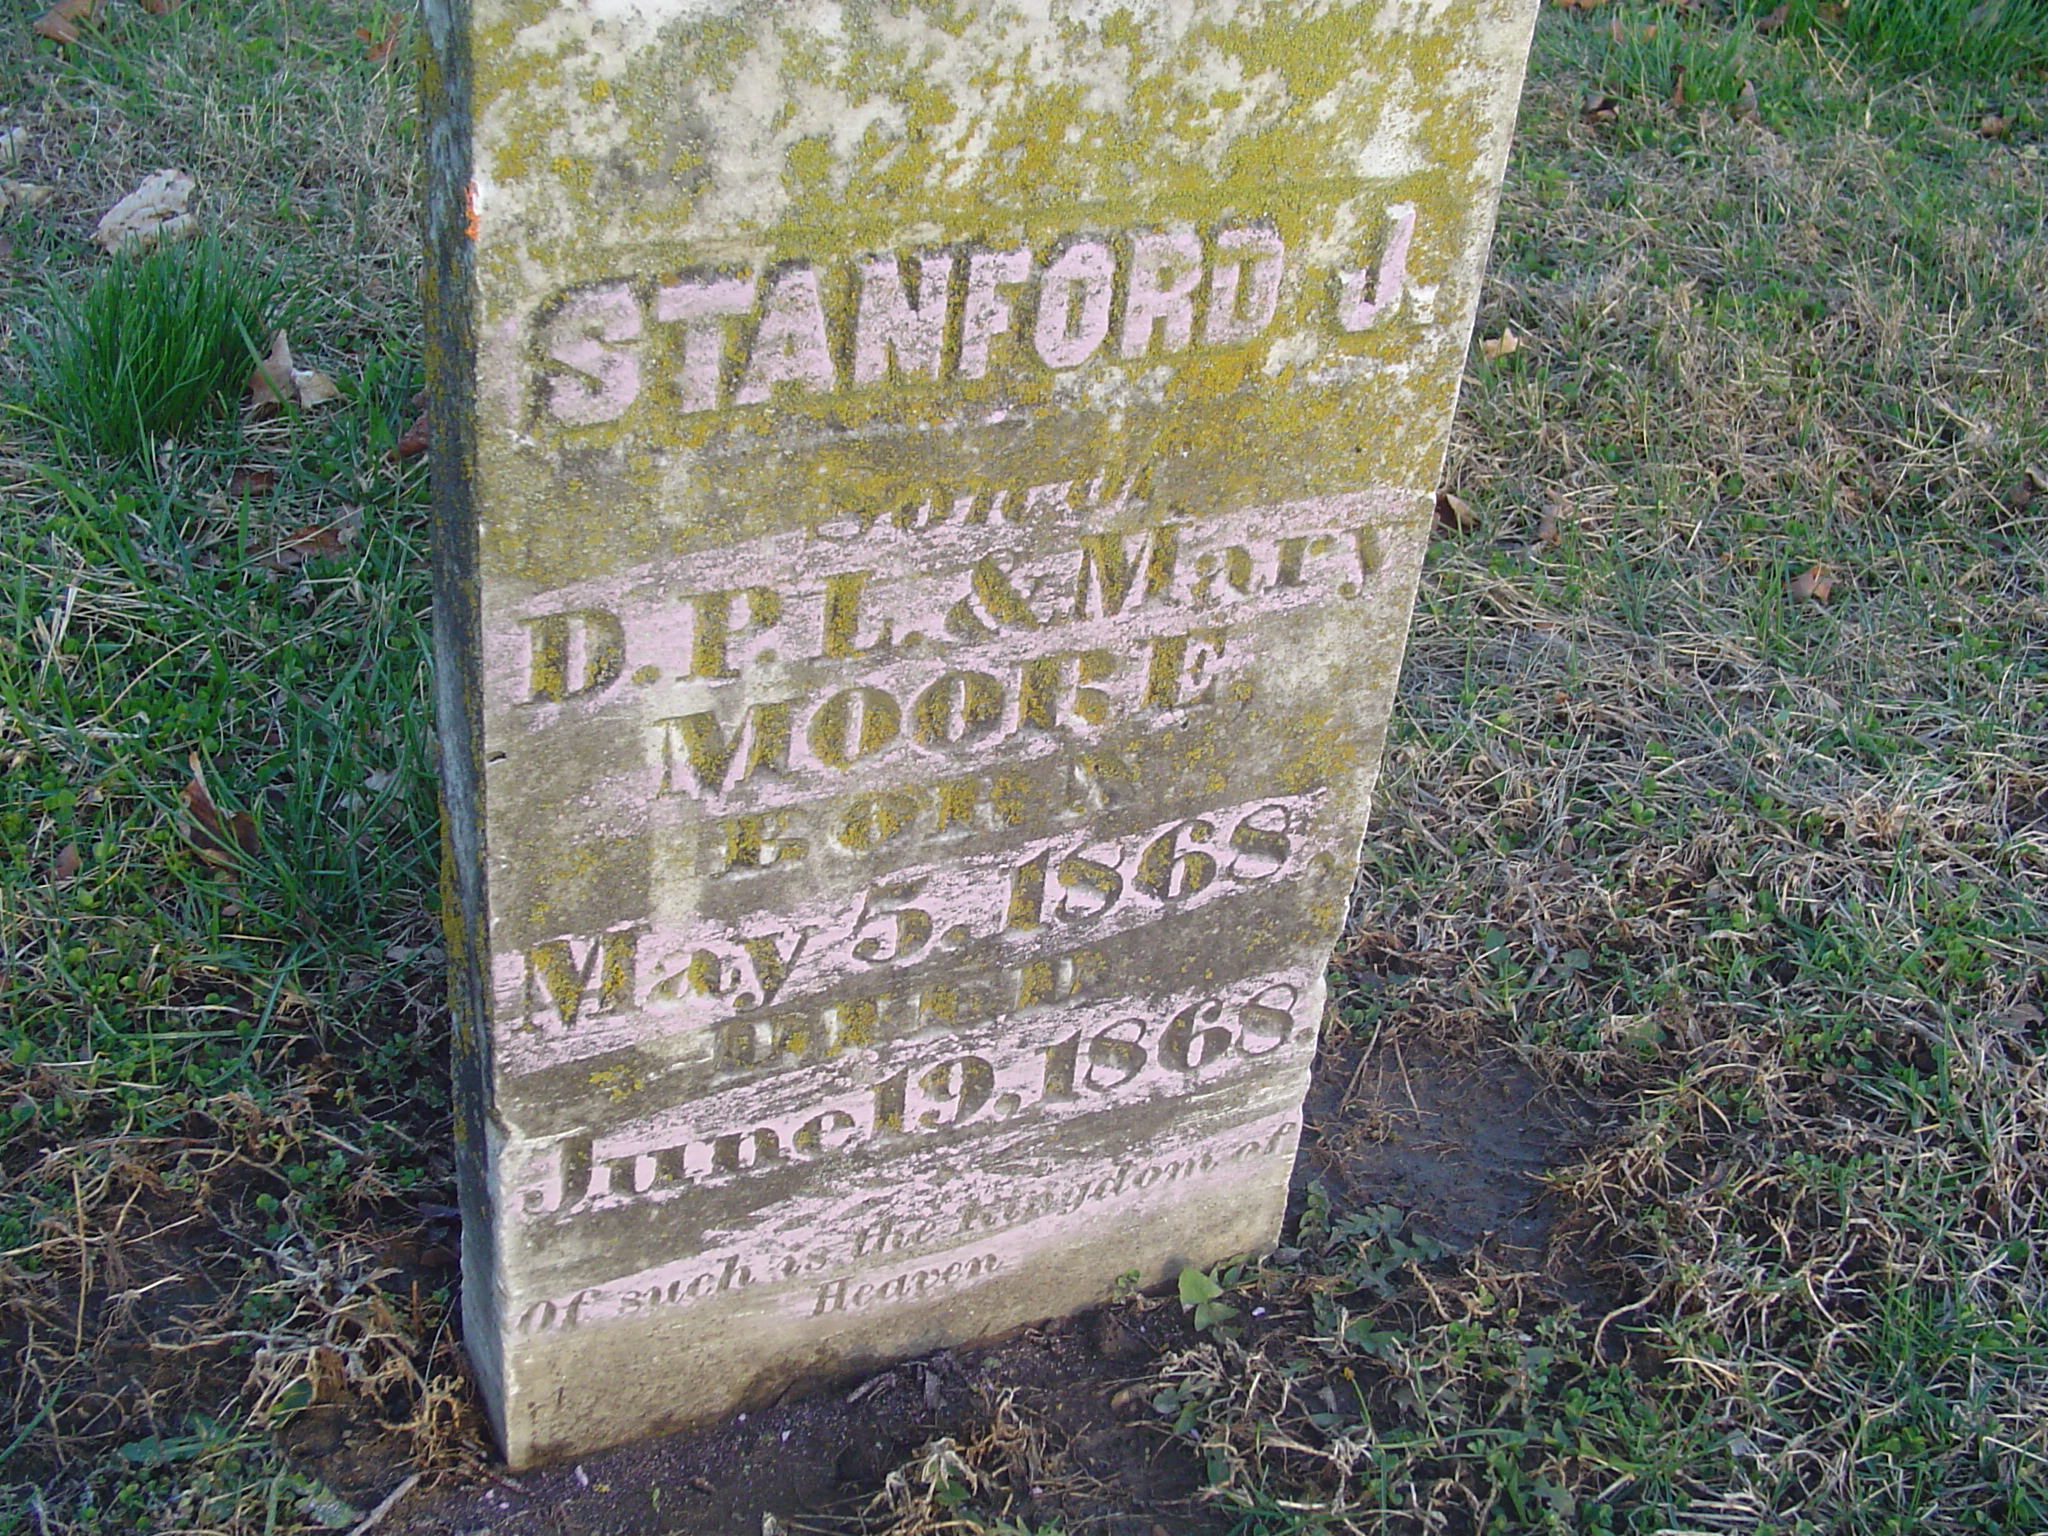 STANFORD J.
son of
D. P. L. & Mary
MOORE.
BORN
May 5, 1868.
DIED
June 19, 1868.
Of such is the kingdom of
Heaven